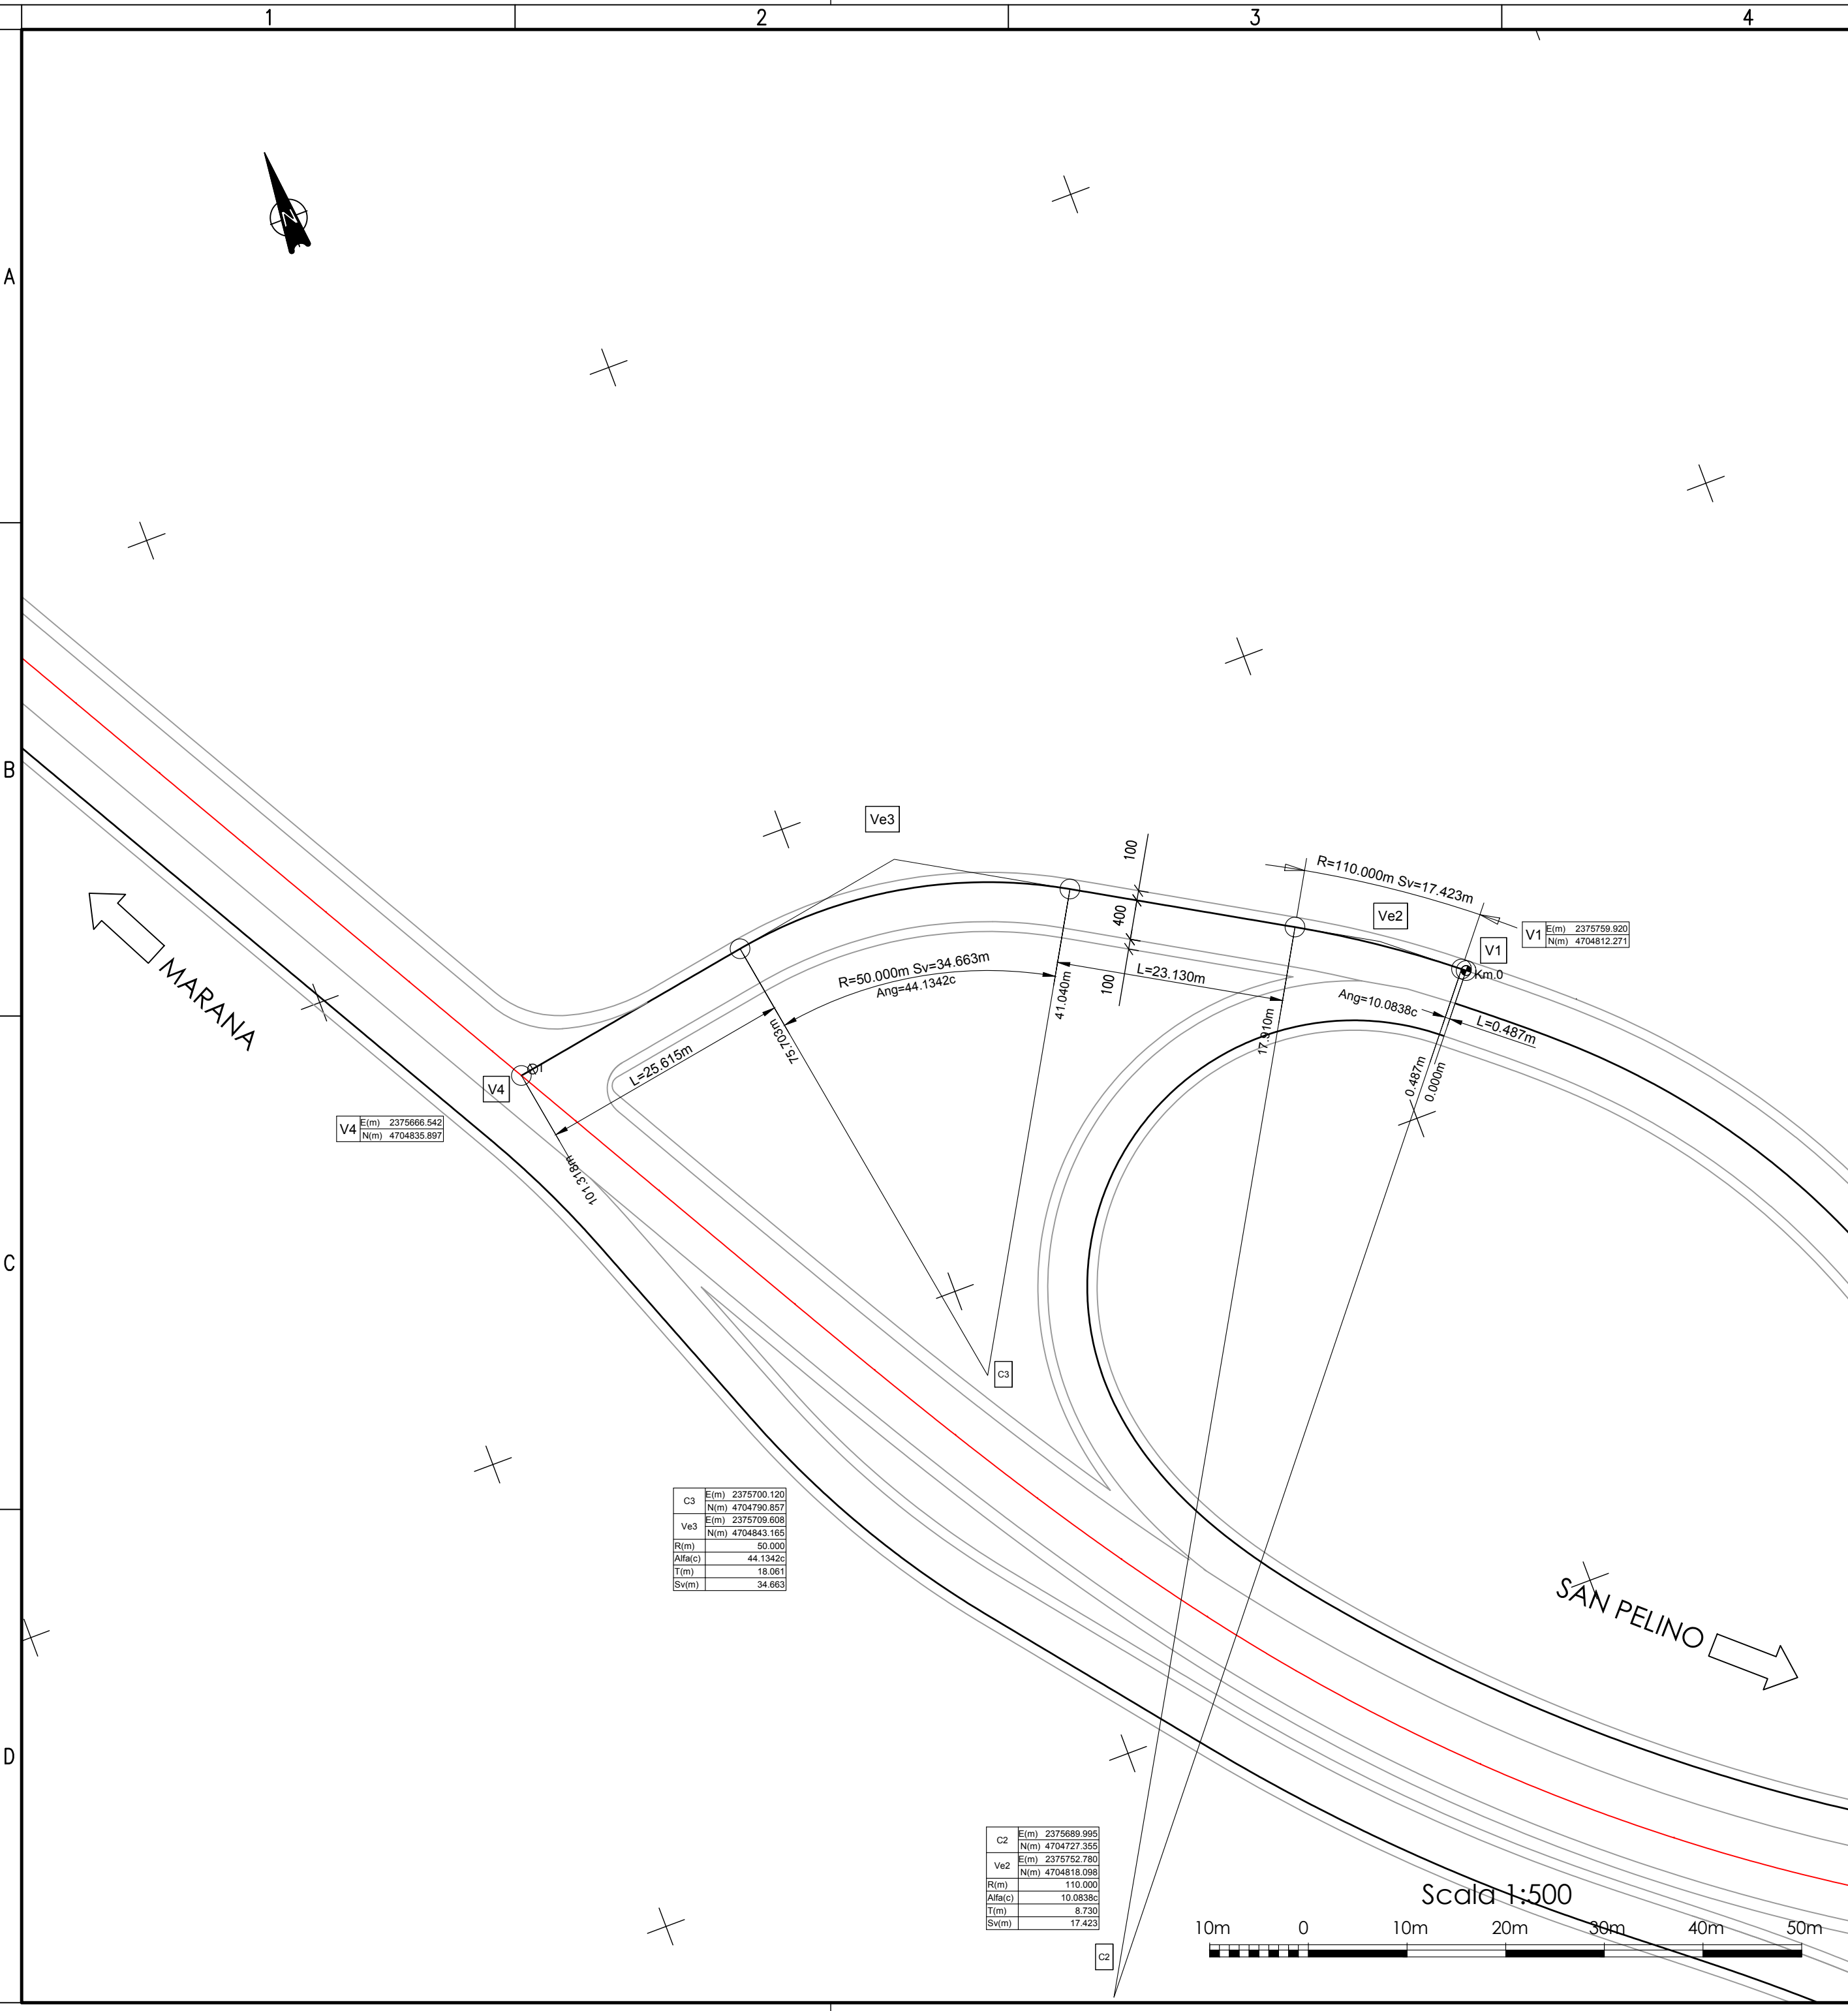 1
2
3
4
A
B
C
D
N
Ve3
100
400
100
R=110.000m Sv=17.423m
Ve2
V1
V1
E(m) 2375759.920
N(m) 4704812.271
Km.0
R=50.000m Sv=34.663m
Ang=44.1342c
L=23.130m
41.040m
Ang=10.0838c
L=0.487m
17.910m
0.487m
0.000m
75.703m
L=25.615m
MARANA
V4
V4
E(m) 2375666.542
N(m) 4704835.897
101.318m
C3
C3
E(m) 2375700.120
N(m) 4704790.857
Ve3
E(m) 2375709.608
N(m) 4704843.165
R(m) 50.000
Alfa(c) 44.1342c
T(m) 18.061
Sv(m) 34.663
SAN PELINO
C2
E(m) 2375689.995
N(m) 4704727.355
Ve2
E(m) 2375752.780
N(m) 4704818.098
R(m) 110.000
Alfa(c) 10.0838c
T(m) 8.730
Sv(m) 17.423
C2
Scala 1:500
10m 0 10m 20m 30m 40m 50m